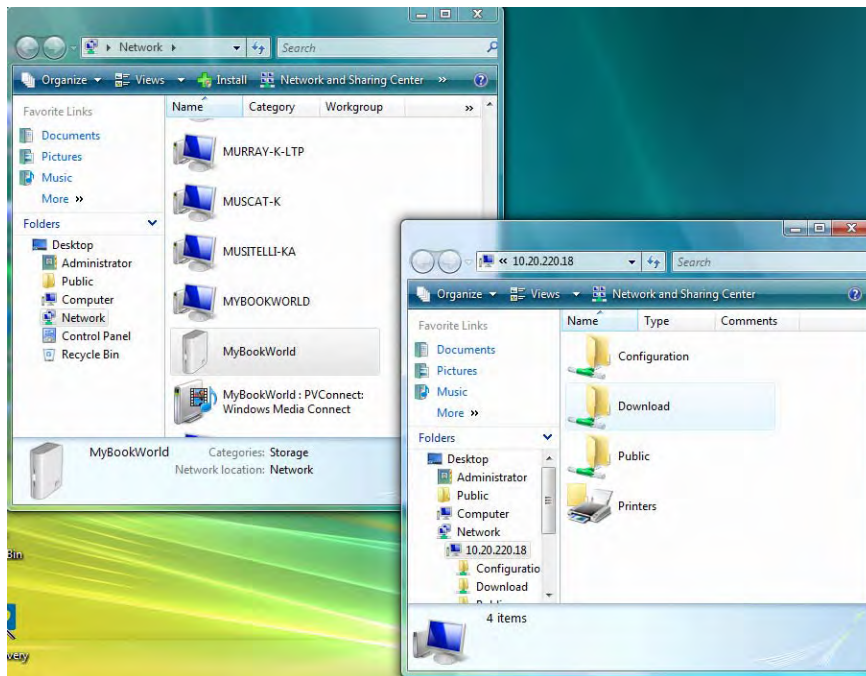 Network
Search
Organize
Views
Install
Network and Sharing Center
»
Favorite Links
Documents
Pictures
Music
More »
Folders
Desktop
Administrator
Public
Computer
Network
Control Panel
Recycle Bin
Name Category Workgroup »
MURRAY-K-LTP
MUSCAT-K
MUSITELLI-KA
MYBOOKWORLD
MyBookWorld
MyBookWorld : PVConnect:
Windows Media Connect
MyBookWorld Categories: Storage
Network location: Network
« 10.20.220.18
Search
Organize
Views
Network and Sharing Center
Favorite Links
Documents
Pictures
Music
More »
Folders
Desktop
Administrator
Public
Computer
Network
10.20.220.18
Configuratio
Download
Name Type Comments
Configuration
Download
Public
Printers
4 items
Bin
very